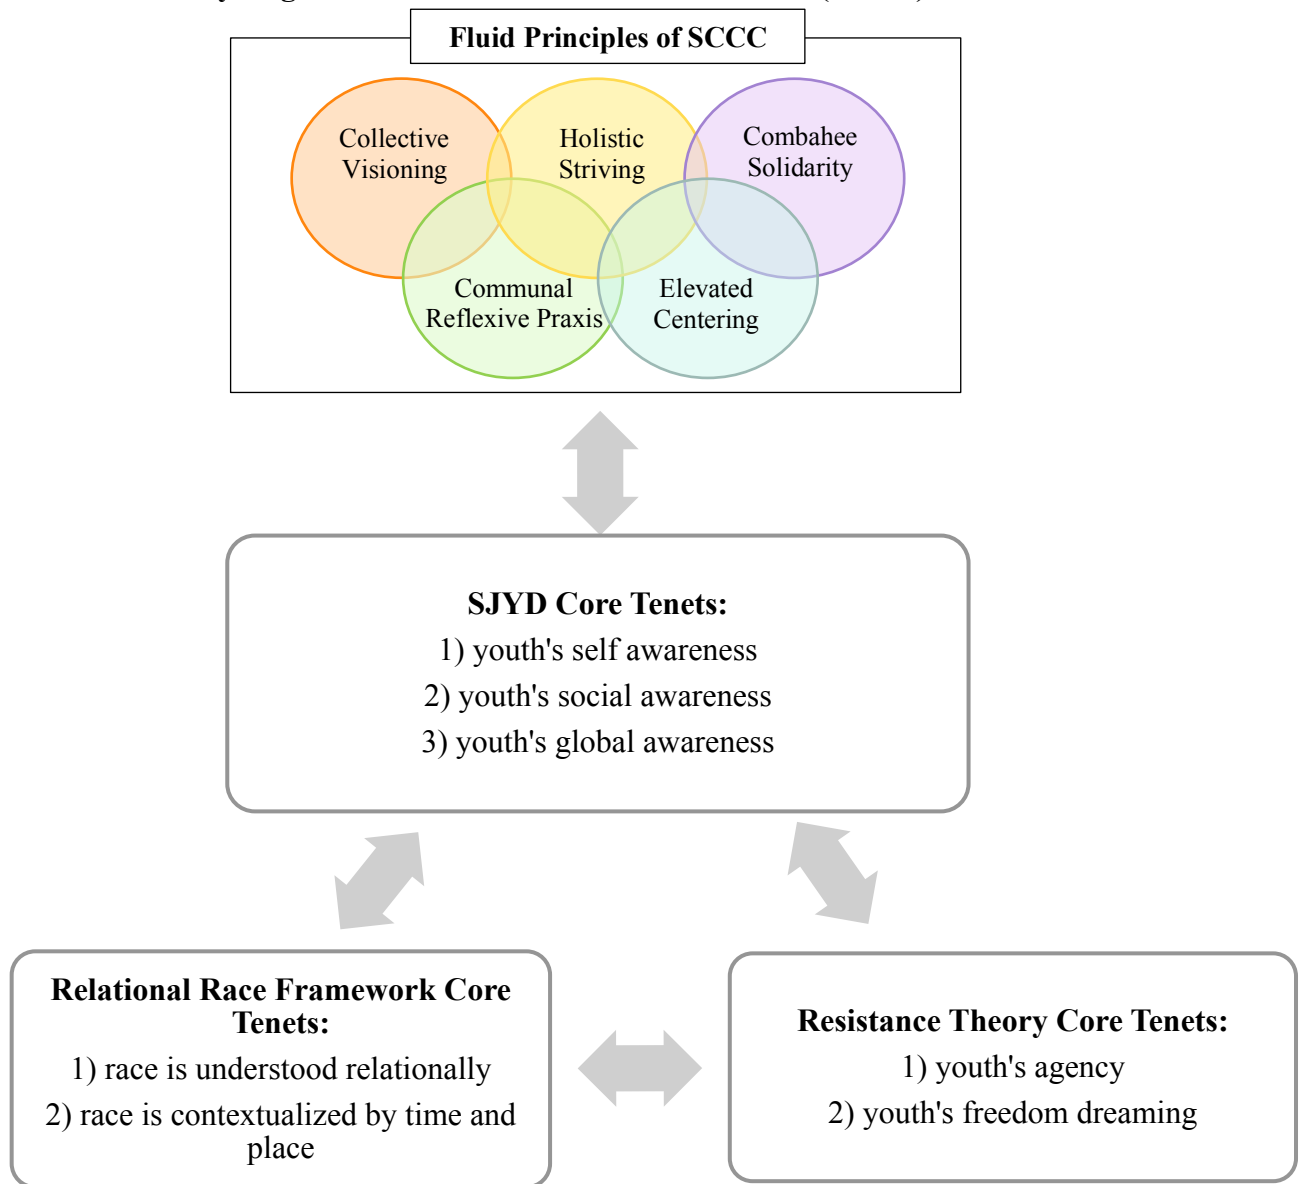 Fluid Principles of SCCC
Collective
Visioning
Holistic
Striving
Combahee
Solidarity
Communal
Reflexive Praxis
Elevated
Centering
SJYD Core Tenets:
1) youth's self awareness
2) youth's social awareness
3) youth's global awareness
Relational Race Framework Core
Tenets:
1) race is understood relationally
2) race is contextualized by time and
place
Resistance Theory Core Tenets:
1) youth's agency
2) youth's freedom dreaming